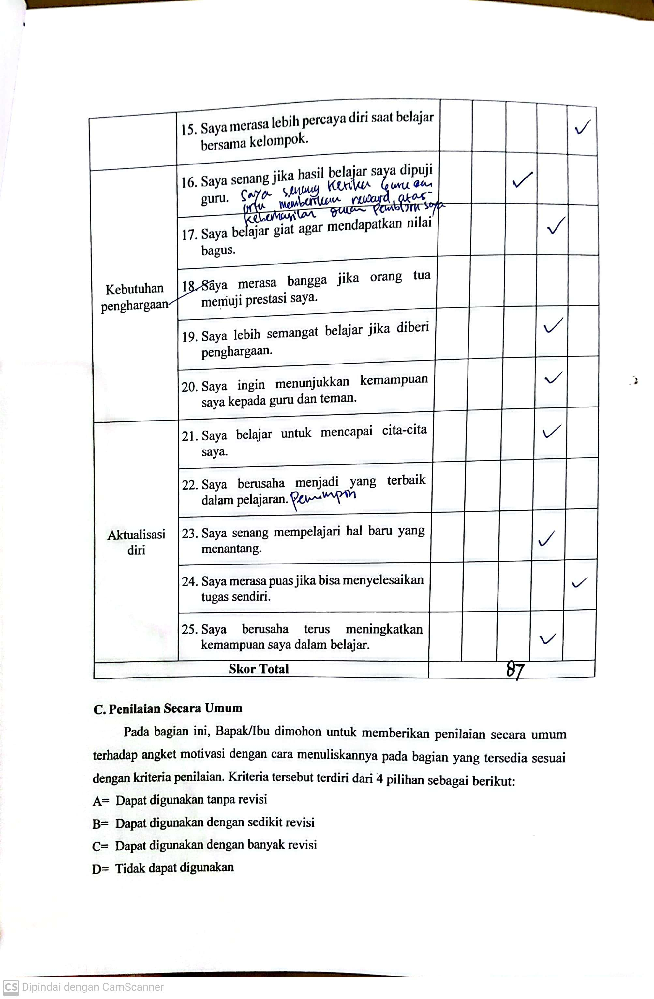 15. Saya merasa lebih percaya diri saat belajar
bersama kelompok.
16. Saya senang jika hasil belajar saya dipuji
guru. Saya senang ketika Guru dan
ortu memberikan reward atas
keberhasilan saya
17. Saya belajar giat agar mendapatkan nilai
bagus.
Kebutuhan
penghargaan
18. Saya merasa bangga jika orang tua
memuji prestasi saya.
19. Saya lebih semangat belajar jika diberi
penghargaan.
20. Saya ingin menunjukkan kemampuan
saya kepada guru dan teman.
21. Saya belajar untuk mencapai cita-cita
saya.
22. Saya berusaha menjadi yang terbaik
dalam pelajaran. Pemimpin
Aktualisasi
diri
23. Saya senang mempelajari hal baru yang
menantang.
24. Saya merasa puas jika bisa menyelesaikan
tugas sendiri.
25. Saya berusaha terus meningkatkan
kemampuan saya dalam belajar.
Skor Total 87
C. Penilaian Secara Umum
Pada bagian ini, Bapak/Ibu dimohon untuk memberikan penilaian secara umum
terhadap angket motivasi dengan cara menuliskannya pada bagian yang tersedia sesuai
dengan kriteria penilaian. Kriteria tersebut terdiri dari 4 pilihan sebagai berikut:
A= Dapat digunakan tanpa revisi
B= Dapat digunakan dengan sedikit revisi
C= Dapat digunakan dengan banyak revisi
D= Tidak dapat digunakan
CS Dipindai dengan CamScanner